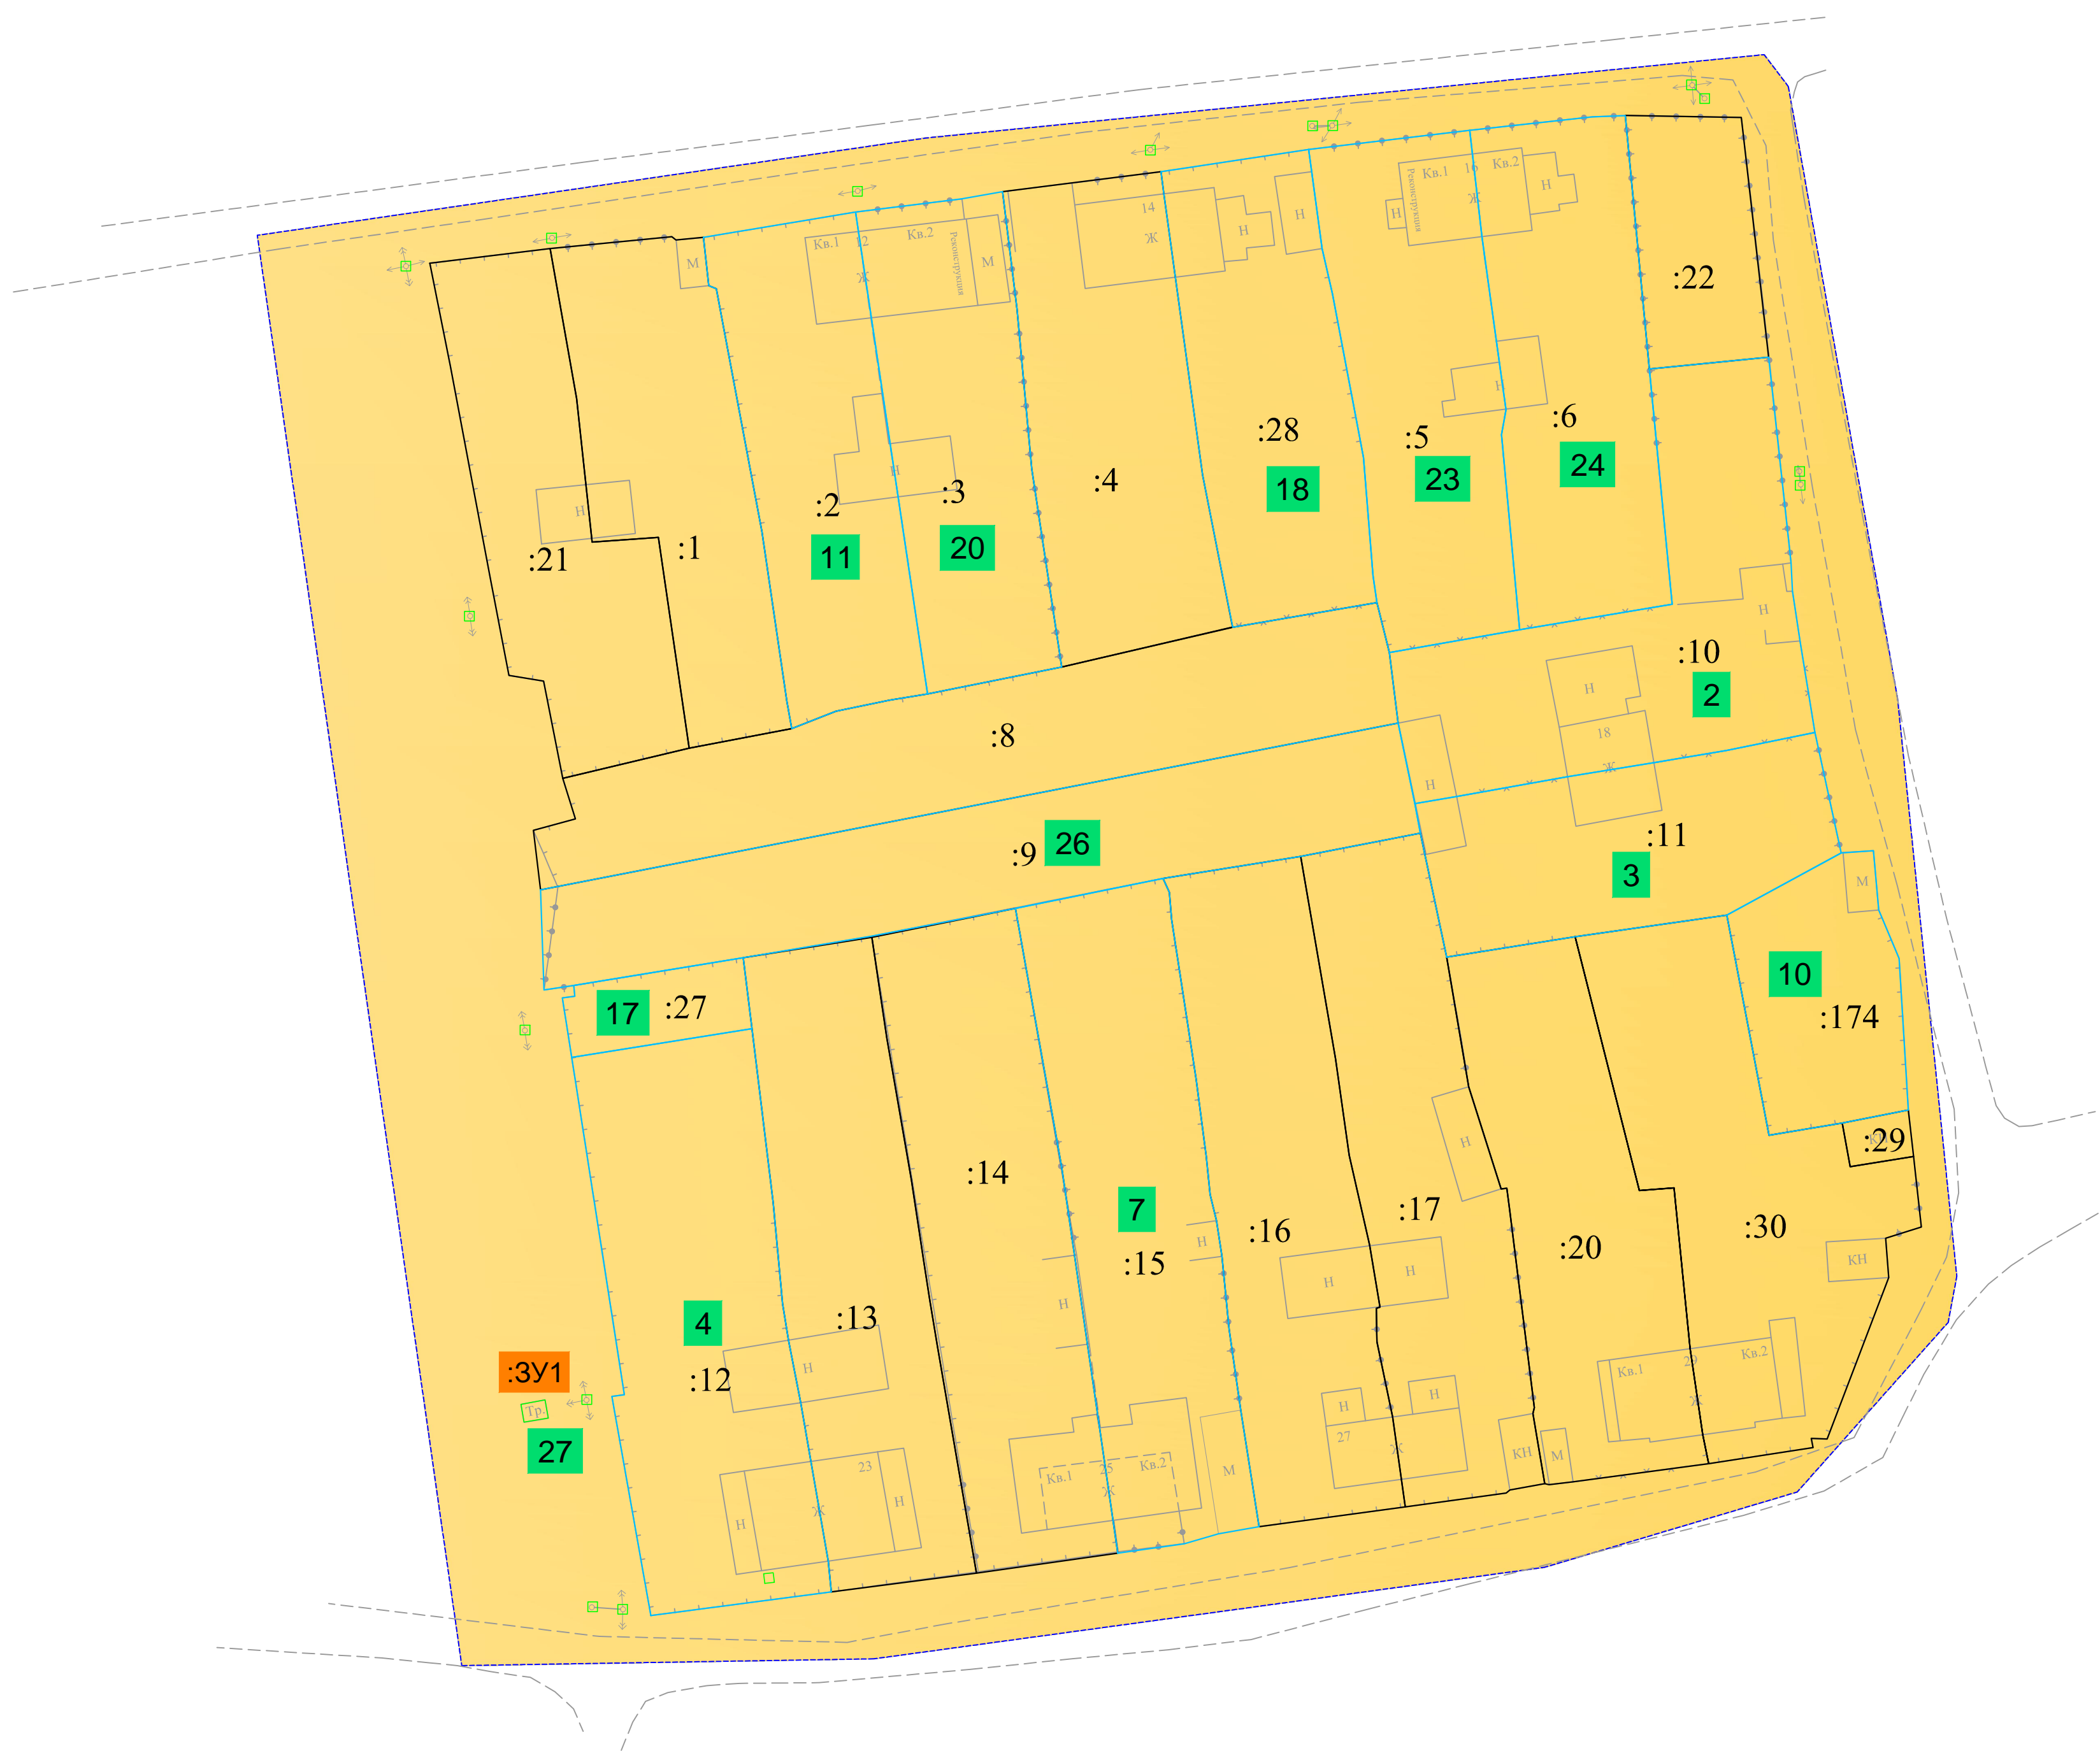 Кв.1
16
Кв.2
Реконструкция
Ж
Н
Н
14
Ж
Н
Н
Кв.1
12
Кв.2
Реконструкция
Ж
М
М
:22
Н
:28
:5
:6
18
23
24
Н
:4
:2
:3
11
20
Н
:21
:1
Н
:10
2
Н
18
Ж
:8
Н
:9
26
:11
3
М
10
:174
17
:27
КН
:29
Н
:14
7
:15
:16
:17
:20
:30
Н
КН
Н
Н
Н
4
:13
:12
Н
:ЗУ1
Тр.
27
Н
Н
27
Ж
КН
М
Кв.1
29
Кв.2
Ж
Кв.1
25
Кв.2
Ж
М
23
Ж
Н
Н